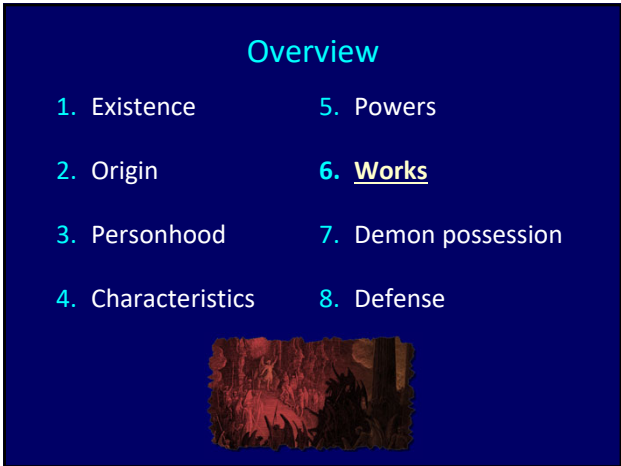 Overview
1. Existence
2. Origin
3. Personhood
4. Characteristics
5. Powers
6. Works
7. Demon possession
8. Defense